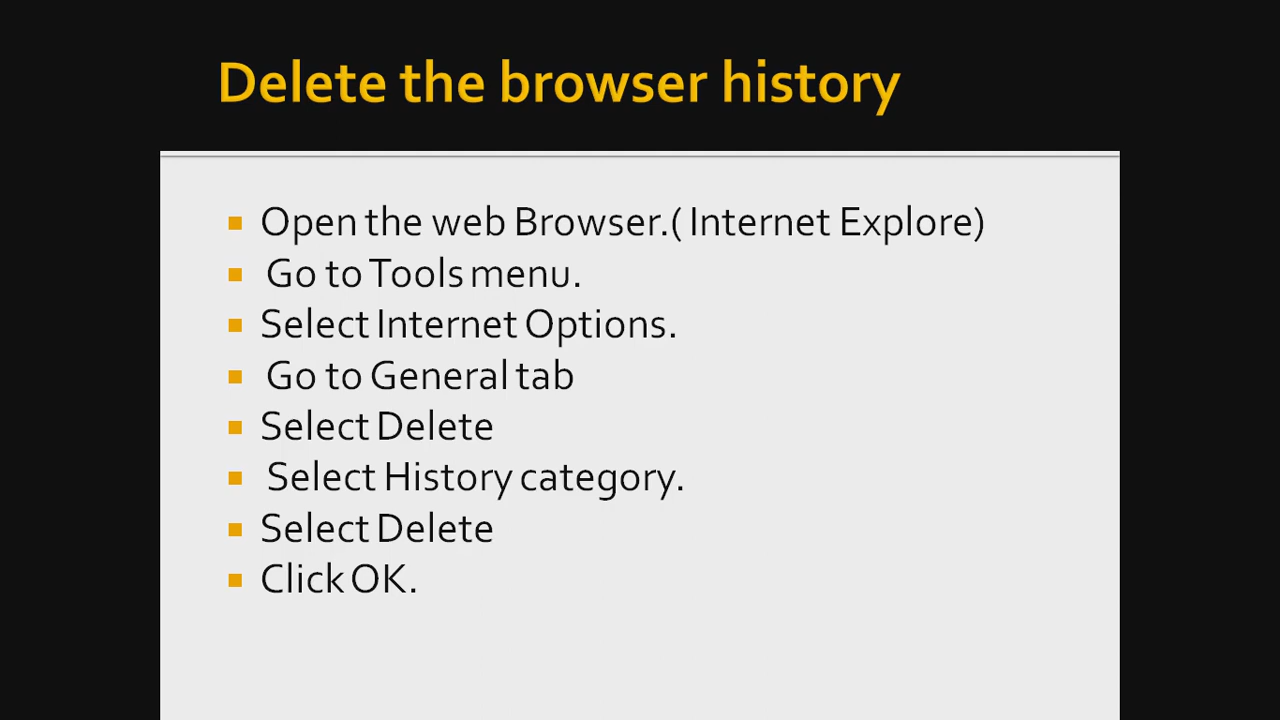 Delete the browser history
Open the web Browser.( Internet Explore)
Go to Tools menu.
Select Internet Options.
Go to General tab
Select Delete
Select History category.
Select Delete
Click OK.